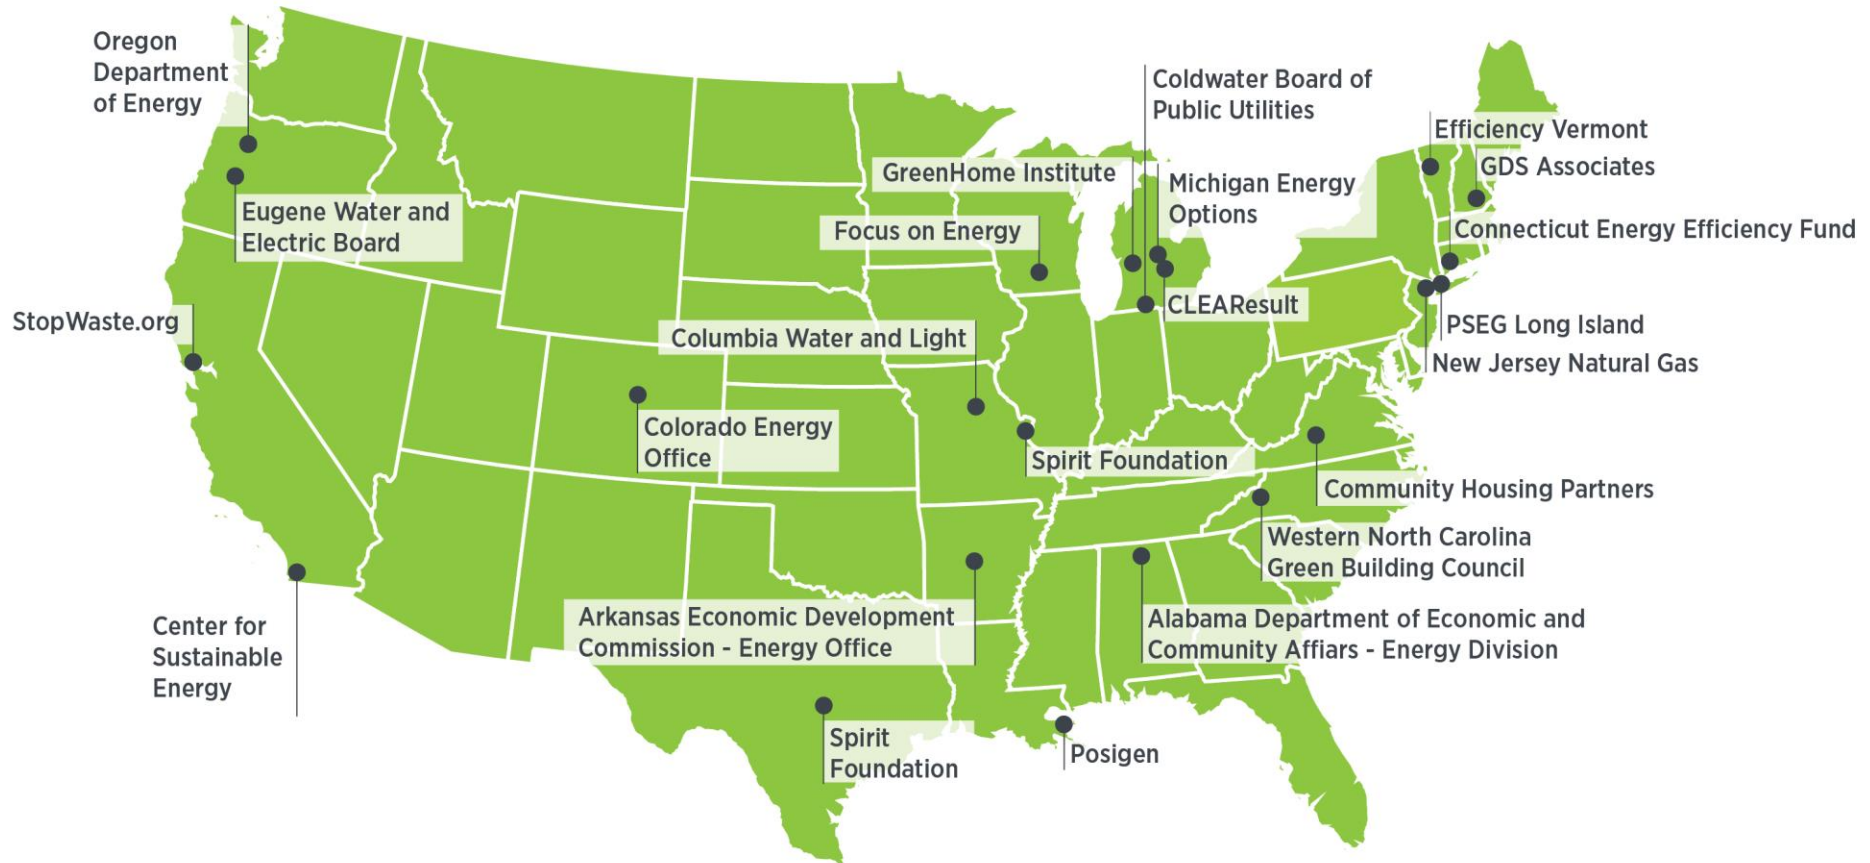 Oregon
Department
of Energy
Coldwater Board of
Public Utilities
Efficiency Vermont
GreenHome Institute
GDS Associates
Michigan Energy
Options
Eugene Water and
Electric Board
Focus on Energy
Connecticut Energy Efficiency Fund
CLEAResult
StopWaste.org
PSEG Long Island
Columbia Water and Light
New Jersey Natural Gas
Colorado Energy
Office
Spirit Foundation
Community Housing Partners
Western North Carolina
Green Building Council
Arkansas Economic Development
Commission - Energy Office
Alabama Department of Economic and
Community Affiars - Energy Division
Center for
Sustainable
Energy
Spirit
Foundation
Posigen